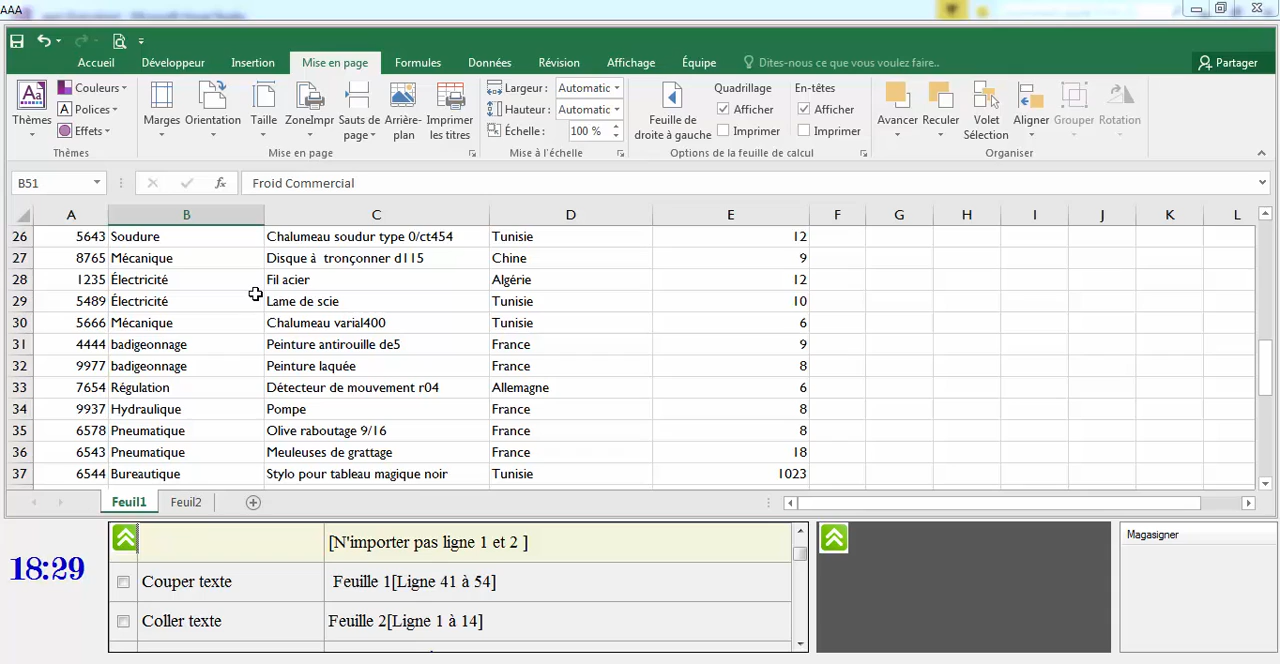 AAA
Accueil Développeur Insertion Mise en page Formules Données Révision Affichage Équipe Dites-nous ce que vous voulez faire.. Partager
Aa
Thèmes
Couleurs
Polices
Effets
Thèmes
Marges Orientation Taille ZoneImpr Sauts de page Arrière-plan Imprimer les titres
Mise en page
Largeur: Automatic
Hauteur: Automatic
Échelle: 100 %
Mise à l'échelle
Feuille de droite à gauche
Quadrillage
Afficher
Imprimer
En-têtes
Afficher
Imprimer
Options de la feuille de calcul
Avancer Reculer Volet Sélection Aligner Grouper Rotation
Organiser
B51 fx Froid Commercial
A B C D E F G H I J K L
26 5643 Soudure Chalumeau soudur type 0/ct454 Tunisie 12
27 8765 Mécanique Disque à tronçonner d115 Chine 9
28 1235 Électricité Fil acier Algérie 12
29 5489 Électricité Lame de scie Tunisie 10
30 5666 Mécanique Chalumeau varial400 Tunisie 6
31 4444 badigeonnage Peinture antirouille de5 France 9
32 9977 badigeonnage Peinture laquée France 8
33 7654 Régulation Détecteur de mouvement r04 Allemagne 6
34 9937 Hydraulique Pompe France 8
35 6578 Pneumatique Olive raboutage 9/16 France 8
36 6543 Pneumatique Meuleuses de grattage France 18
37 6544 Bureautique Stylo pour tableau magique noir Tunisie 1023
Feuil1 Feuil2
18:29
[N'importer pas ligne 1 et 2 ]
Couper texte Feuille 1[Ligne 41 à 54]
Coller texte Feuille 2[Ligne 1 à 14]
Magasigner